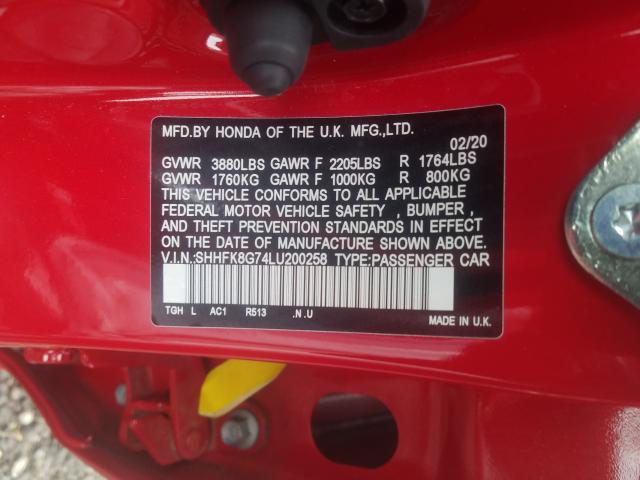 MFD.BY HONDA OF THE U.K. MFG.,LTD.
02/20
GVWR 3880LBS GAWR F 2205LBS R 1764LBS
GVWR 1760KG GAWR F 1000KG R 800KG
THIS VEHICLE CONFORMS TO ALL APPLICABLE
FEDERAL MOTOR VEHICLE SAFETY , BUMPER ,
AND THEFT PREVENTION STANDARDS IN EFFECT
ON THE DATE OF MANUFACTURE SHOWN ABOVE.
V.I.N.:SHHFK8G74LU200258 TYPE:PASSENGER CAR
TGH L AC1 R513 .N.U
MADE IN U.K.